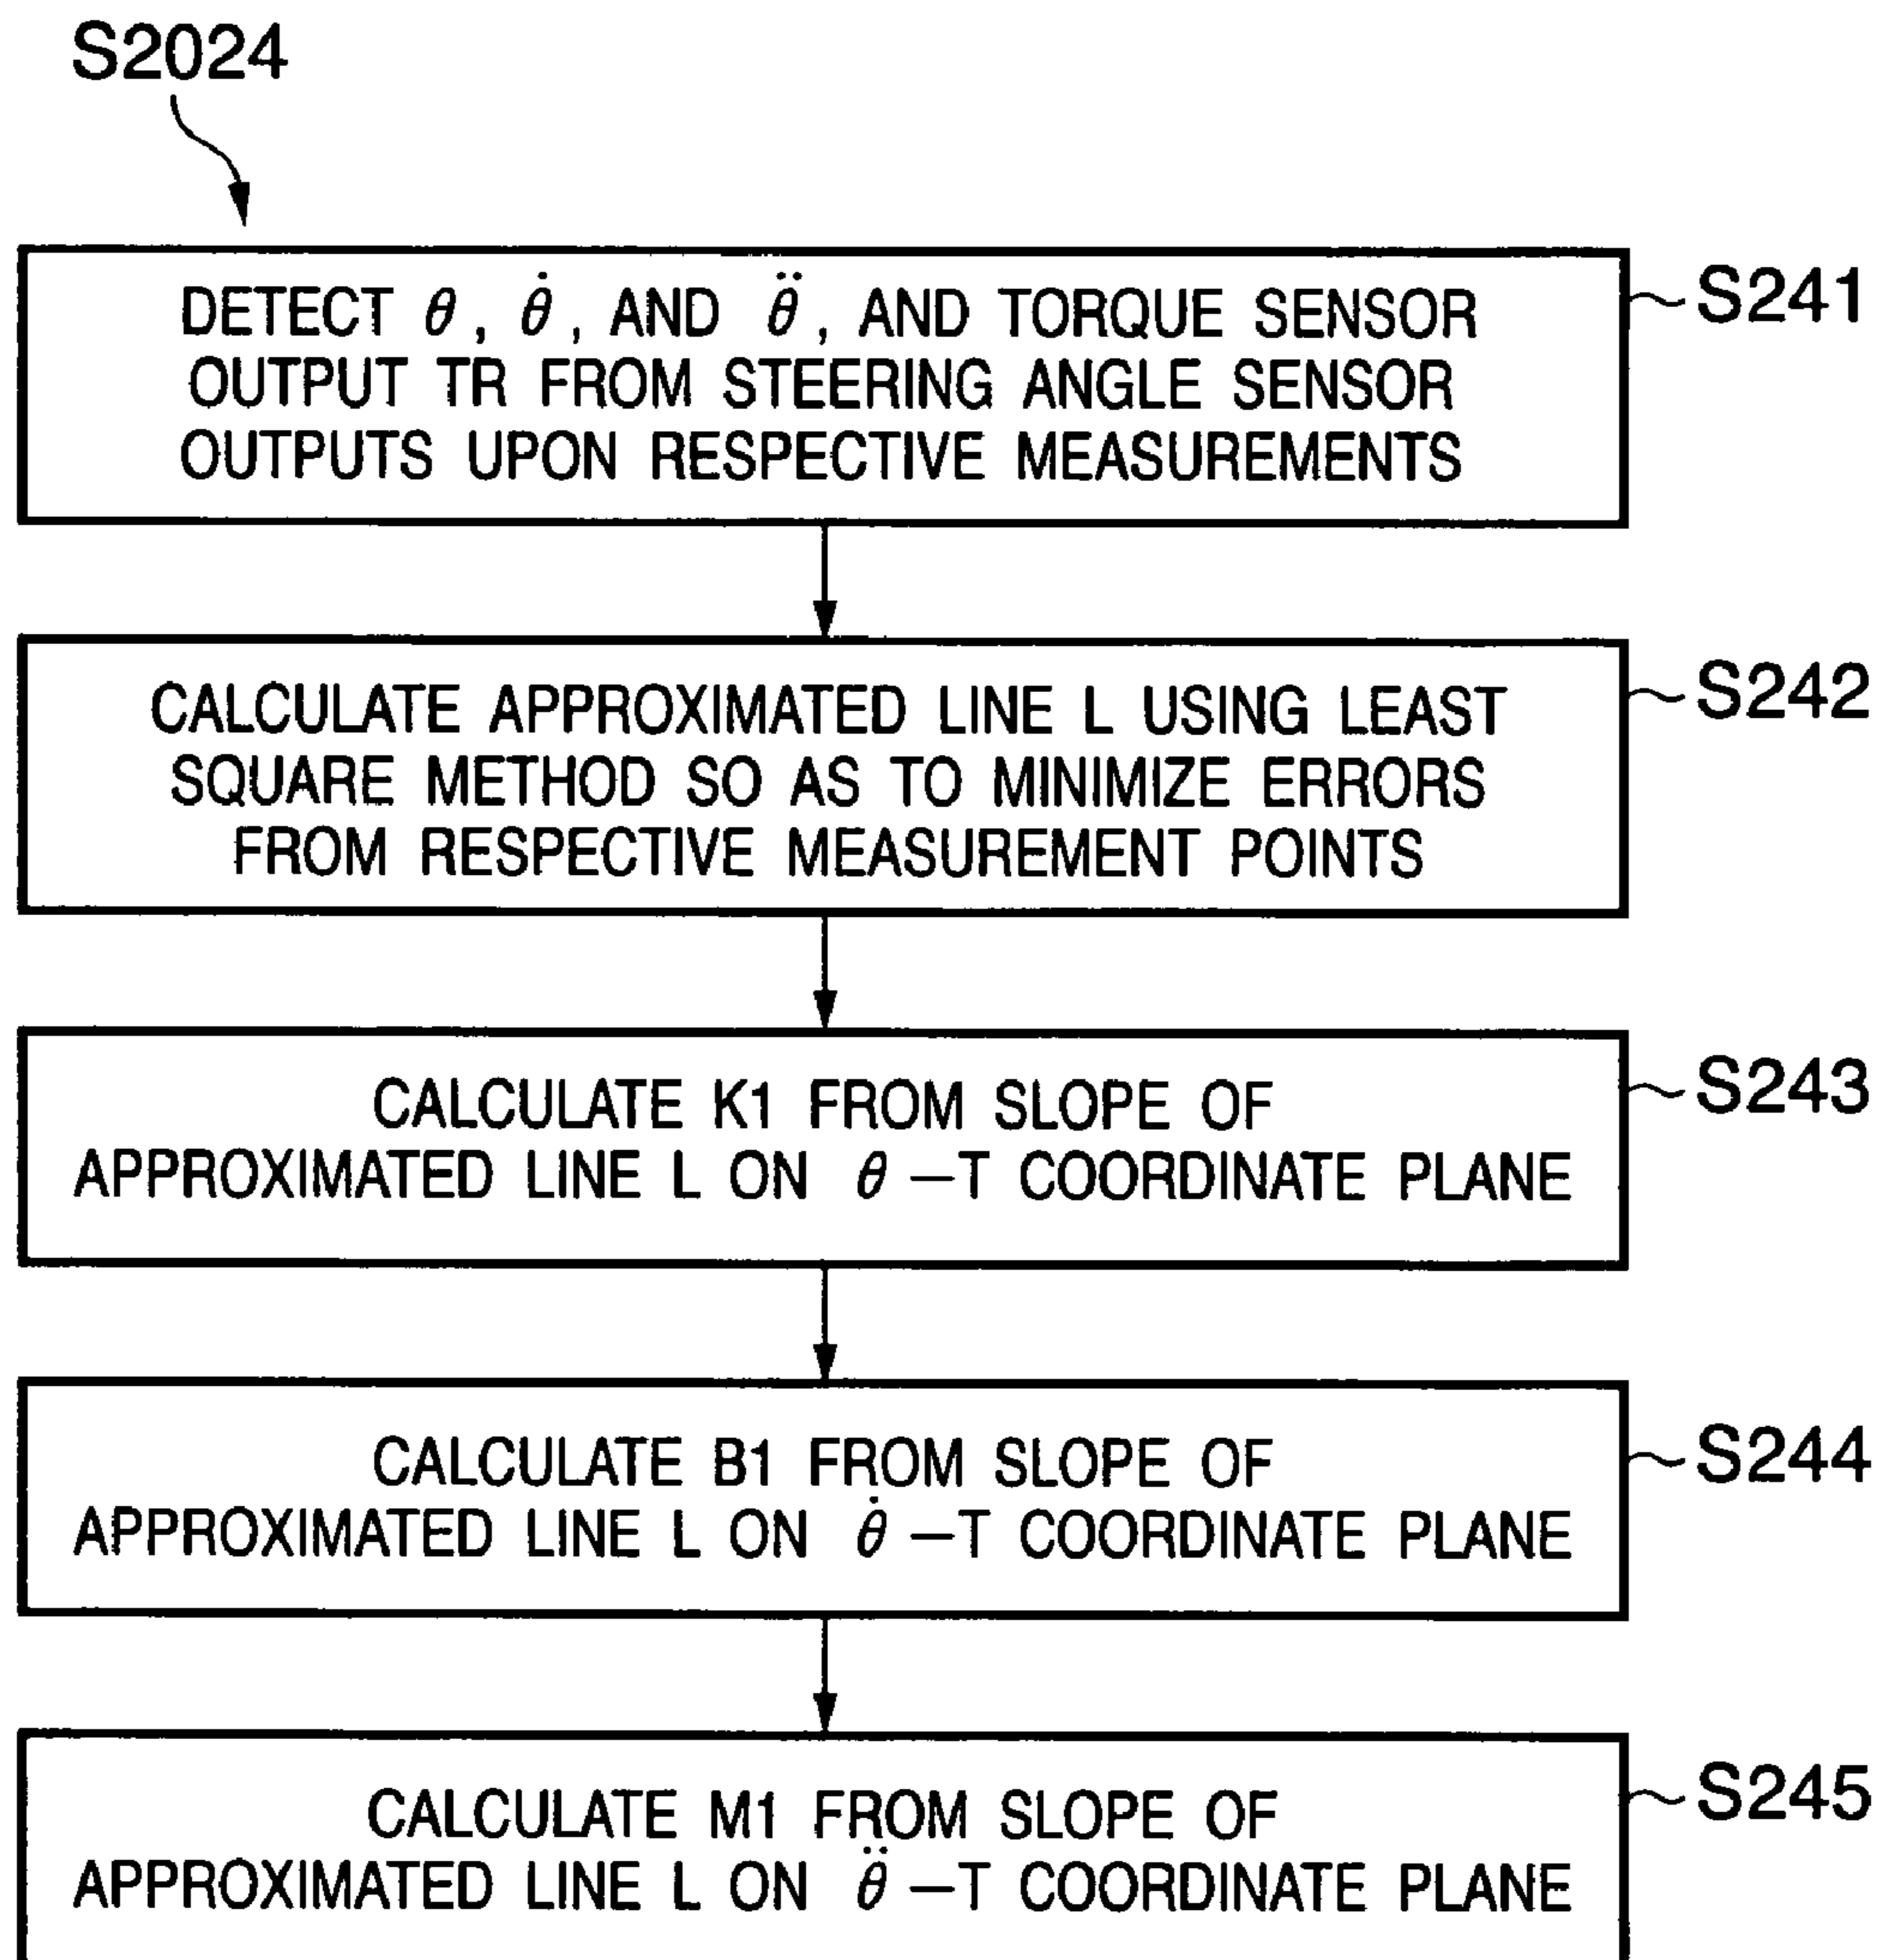 S2024
DETECT θ, θ̇, AND θ̈, AND TORQUE SENSOR
OUTPUT TR FROM STEERING ANGLE SENSOR
OUTPUTS UPON RESPECTIVE MEASUREMENTS
S241
CALCULATE APPROXIMATED LINE L USING LEAST
SQUARE METHOD SO AS TO MINIMIZE ERRORS
FROM RESPECTIVE MEASUREMENT POINTS
S242
CALCULATE K1 FROM SLOPE OF
APPROXIMATED LINE L ON θ —T COORDINATE PLANE
S243
CALCULATE B1 FROM SLOPE OF
APPROXIMATED LINE L ON θ̇ —T COORDINATE PLANE
S244
CALCULATE M1 FROM SLOPE OF
APPROXIMATED LINE L ON θ̈ —T COORDINATE PLANE
S245